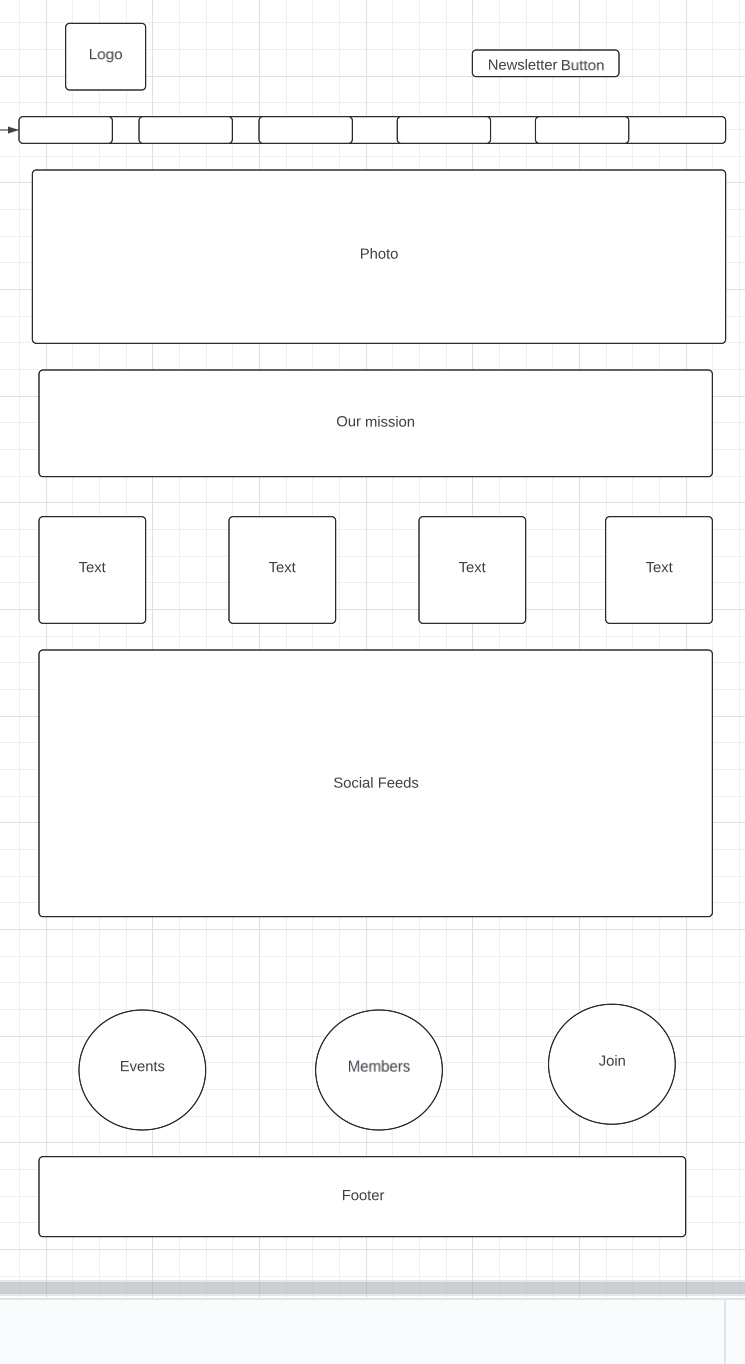 Logo
Newsletter Button
Photo
Our mission
Text
Text
Text
Text
Social Feeds
Events
Members
Join
Footer